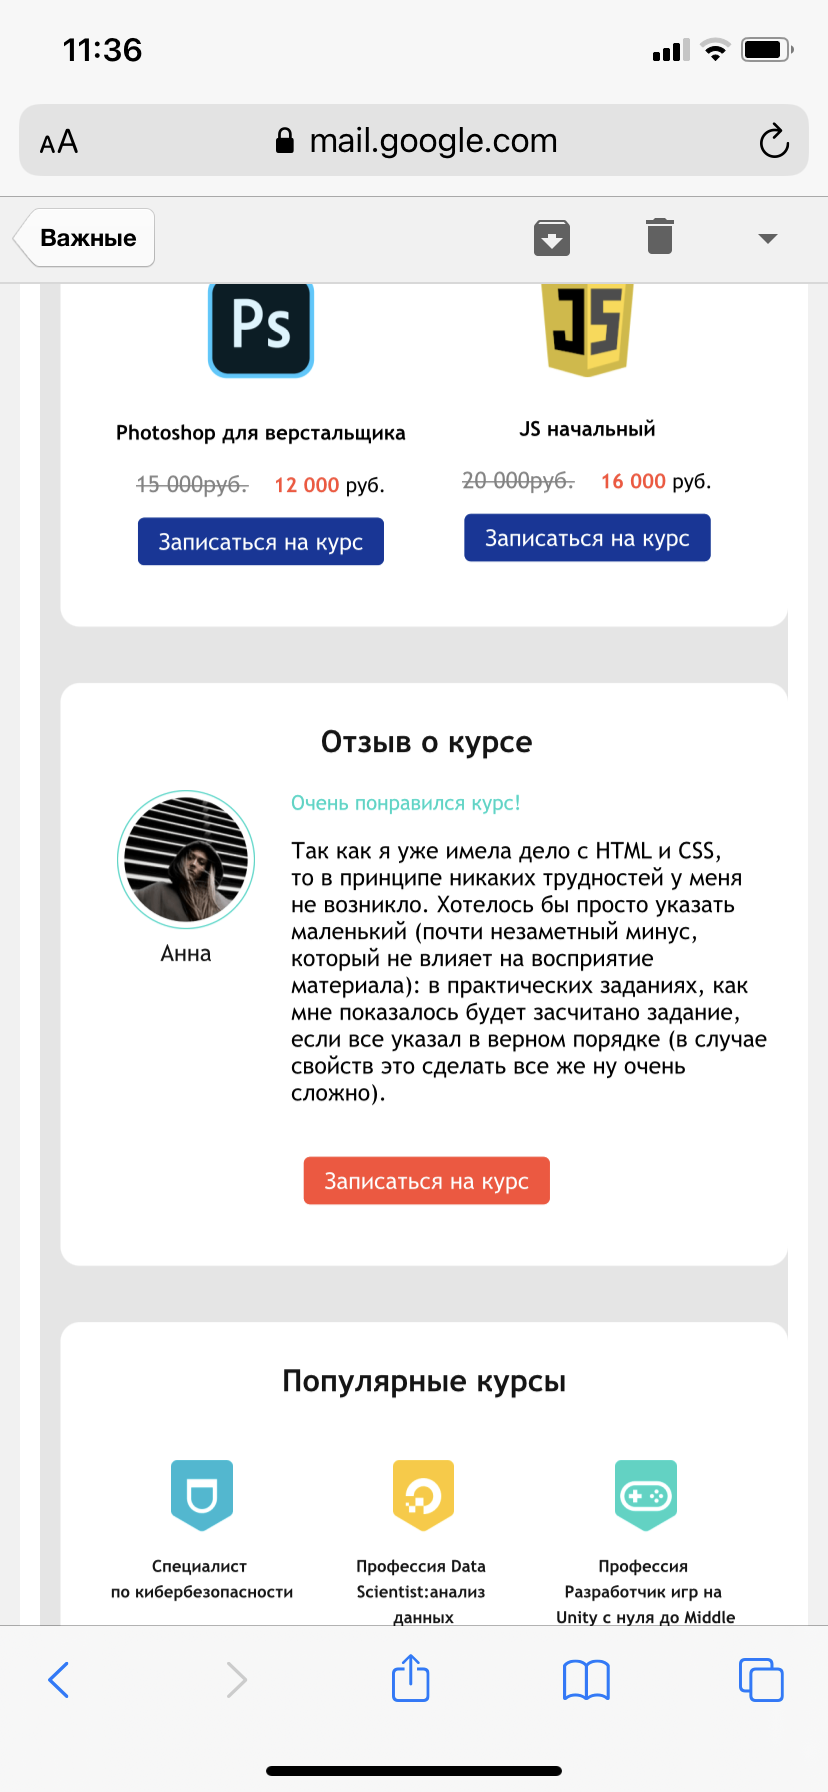 11:36
AA mail.google.com
Важные
Ps JS
Photoshop для верстальщика
JS начальный
15 000руб. 12 000 руб.
20 000руб. 16 000 руб.
Записаться на курс
Записаться на курс
Отзыв о курсе
Очень понравился курс!
Так как я уже имела дело с HTML и CSS,
то в принципе никаких трудностей у меня
не возникло. Хотелось бы просто указать
маленький (почти незаметный минус,
который не влияет на восприятие
материала): в практических заданиях, как
мне показалось будет засчитано задание,
если все указал в верном порядке (в случае
свойств это сделать все же ну очень
сложно).
Анна
Записаться на курс
Популярные курсы
Специалист
по кибербезопасности
Профессия Data
Scientist:анализ
данных
Профессия
Разработчик игр на
Unity с нуля до Middle